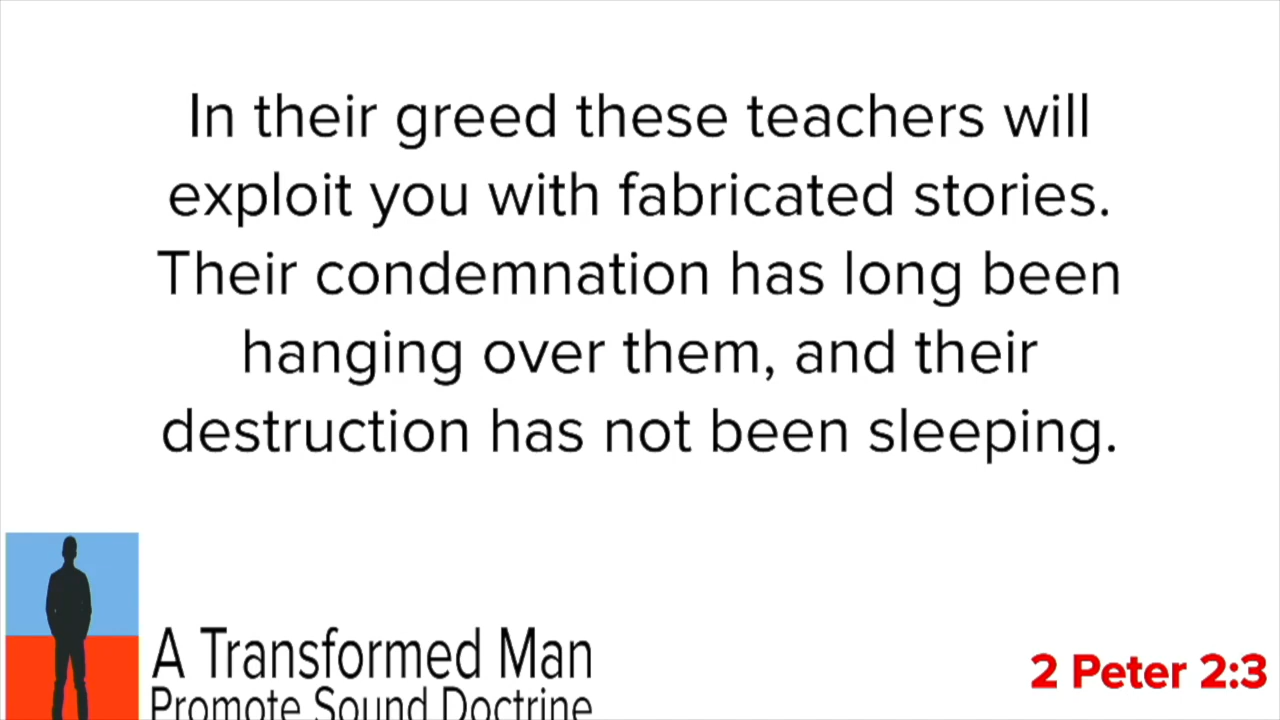 In their greed these teachers will
exploit you with fabricated stories.
Their condemnation has long been
hanging over them, and their
destruction has not been sleeping.
A Transformed Man
Promote Sound Doctrine
2 Peter 2:3